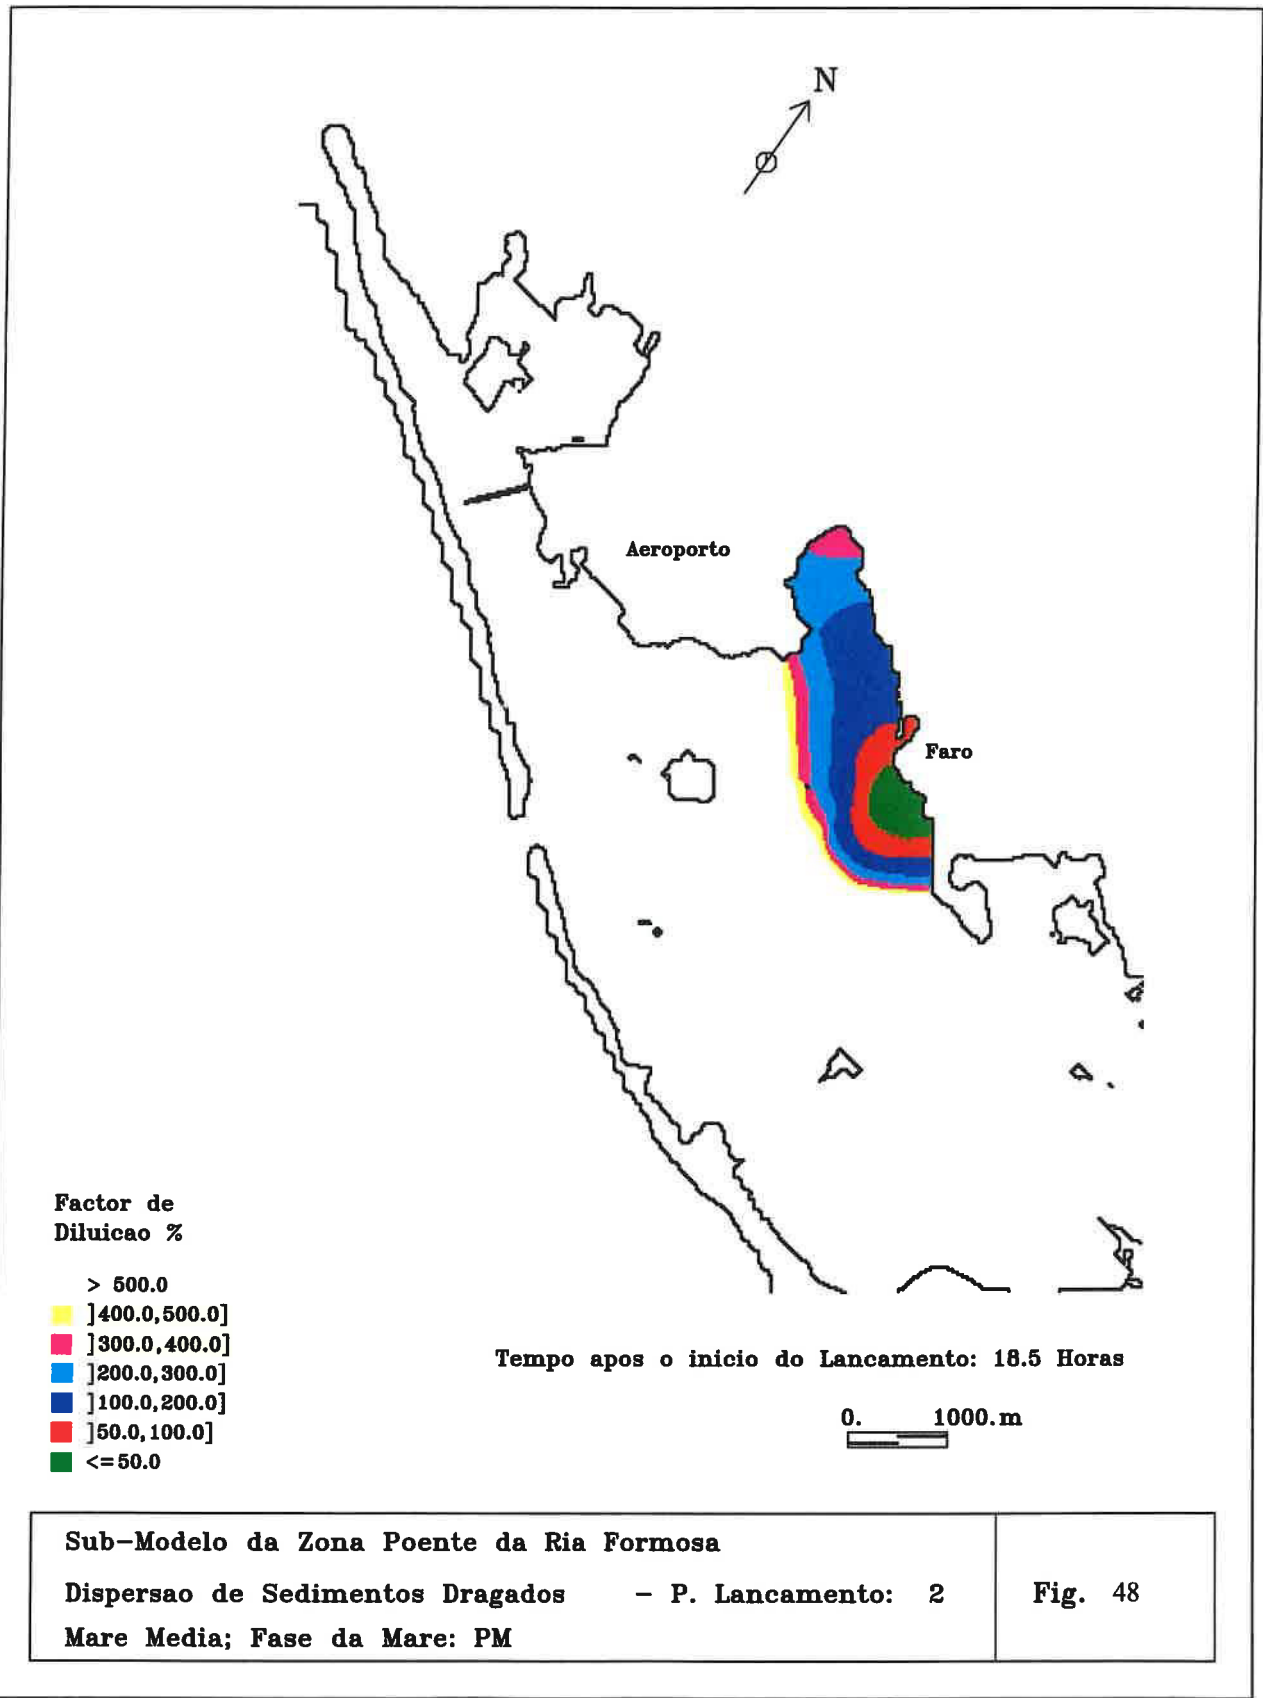 N
Aeroporto
Faro
Factor de
Diluicao %
> 500.0
]400.0,500.0]
]300.0,400.0]
]200.0,300.0]
]100.0,200.0]
]50.0,100.0]
<=50.0
Tempo apos o inicio do Lancamento: 18.5 Horas
0. 1000.m
Sub-Modelo da Zona Poente da Ria Formosa
Dispersao de Sedimentos Dragados - P. Lancamento: 2
Mare Media; Fase da Mare: PM
Fig. 48